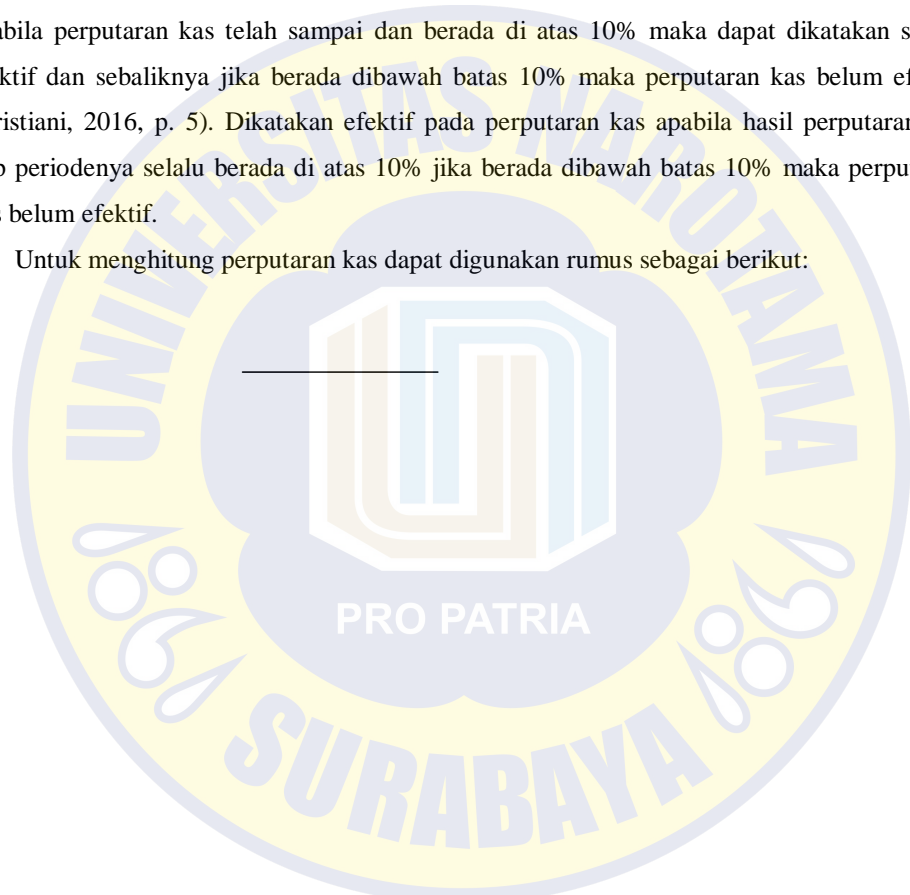 abila perputaran kas telah sampai dan berada di atas 10% maka dapat dikatakan s
ktif dan sebaliknya jika berada dibawah batas 10% maka perputaran kas belum ef
ristiani, 2016, p. 5). Dikatakan efektif pada perputaran kas apabila hasil perputaran
p periodenya selalu berada di atas 10% jika berada dibawah batas 10% maka perpu
s belum efektif.
Untuk menghitung perputaran kas dapat digunakan rumus sebagai berikut:
UNIVERSITAS NAROTAMA
PRO PATRIA
SURABAYA